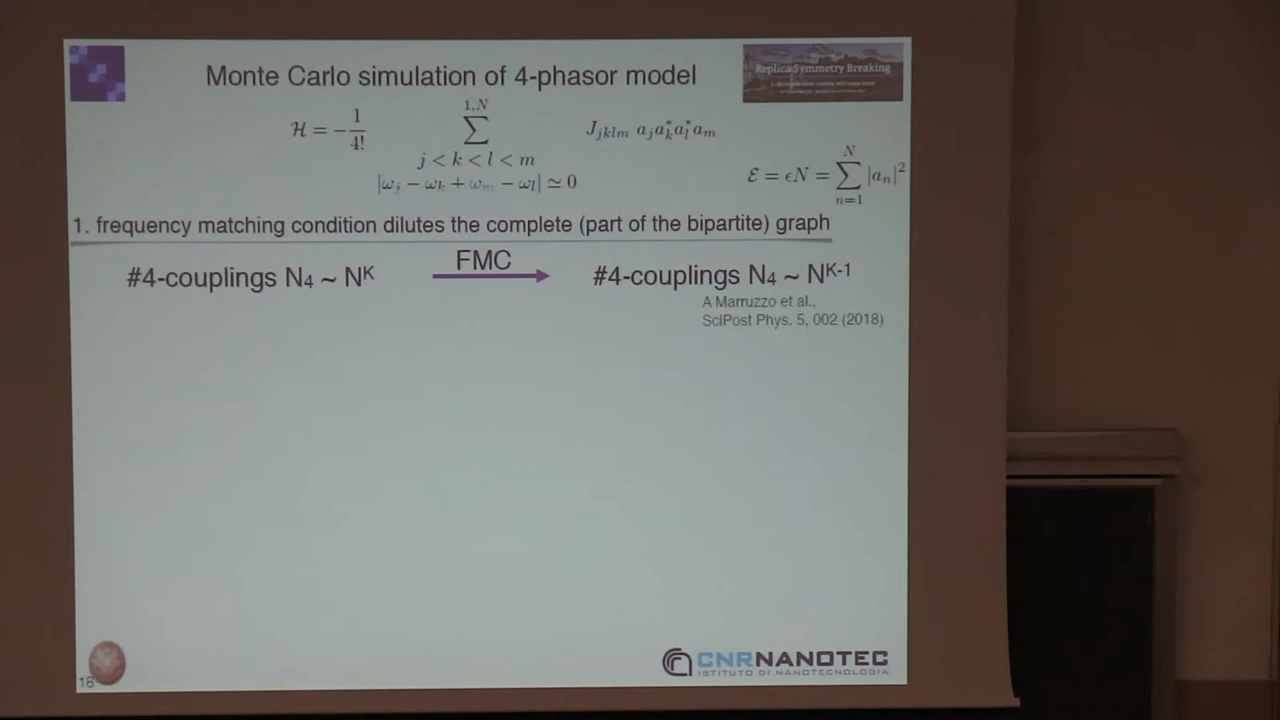 Monte Carlo simulation of 4-phasor model
Replica Symmetry Breaking
ℋ = −1/4! ∑ J_{jklm} a_j a_k^* a_l^* a_m
1,N
j < k < l < m
|ω_j − ω_k + ω_m − ω_l| ≃ 0
ℰ = ϵN = ∑_{n=1}^{N} |a_n|²
1. frequency matching condition dilutes the complete (part of the bipartite) graph
#4-couplings N₄ ~ N^K
FMC
#4-couplings N₄ ~ N^{K-1}
A Marruzzo et al.,
SciPost Phys. 5, 002 (2018)
CNRNANOTEC
ISTITUTO DI NANOTECNOLOGIA
18